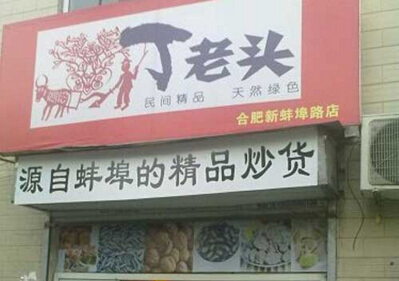 丁老头
民间精品 天然绿色
合肥新蚌埠路店
源自蚌埠的精品炒货